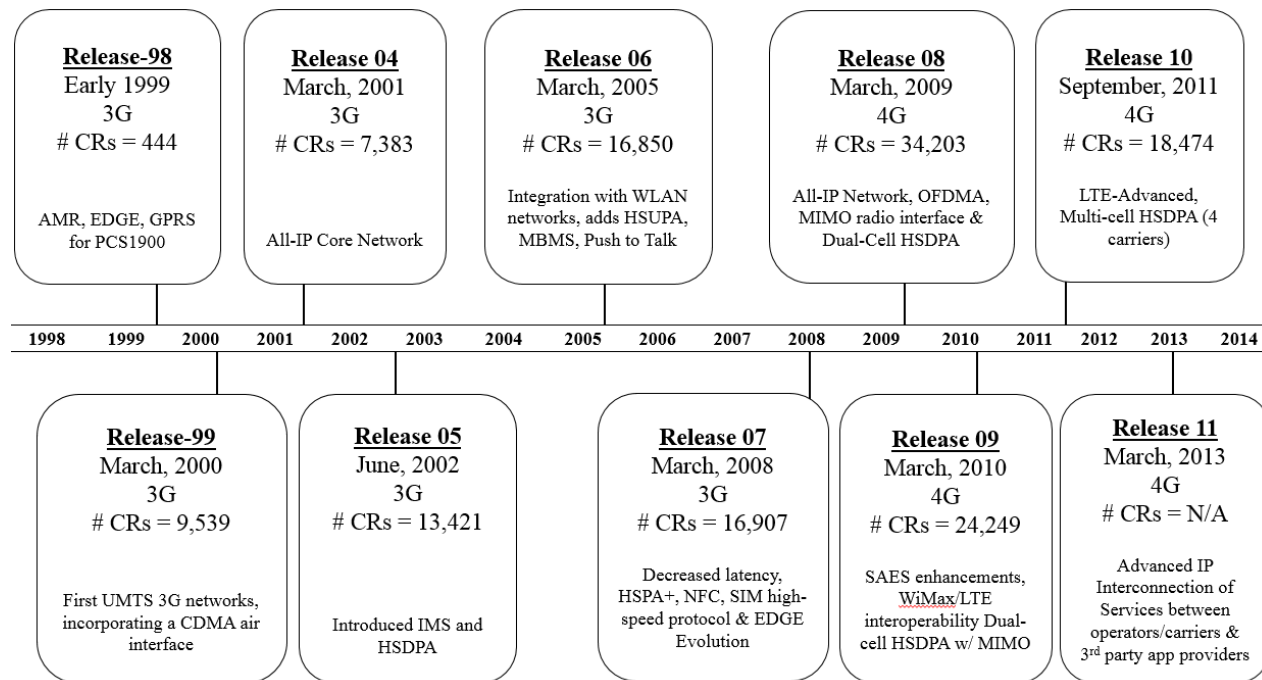 Release-98
Early 1999
3G
# CRs = 444
AMR, EDGE, GPRS
for PCS1900
Release 04
March, 2001
3G
# CRs = 7,383
All-IP Core Network
Release 06
March, 2005
3G
# CRs = 16,850
Integration with WLAN
networks, adds HSUPA,
MBMS, Push to Talk
Release 08
March, 2009
4G
# CRs = 34,203
All-IP Network, OFDMA,
MIMO radio interface &
Dual-Cell HSDPA
Release 10
September, 2011
4G
# CRs = 18,474
LTE-Advanced,
Multi-cell HSDPA (4
carriers)
1998 1999 2000 2001 2002 2003 2004 2005 2006 2007 2008 2009 2010 2011 2012 2013 2014
Release-99
March, 2000
3G
# CRs = 9,539
First UMTS 3G networks,
incorporating a CDMA air
interface
Release 05
June, 2002
3G
# CRs = 13,421
Introduced IMS and
HSDPA
Release 07
March, 2008
3G
# CRs = 16,907
Decreased latency,
HSPA+, NFC, SIM high-
speed protocol & EDGE
Evolution
Release 09
March, 2010
4G
# CRs = 24,249
SAES enhancements,
WiMax/LTE
interoperability Dual-
cell HSDPA w/ MIMO
Release 11
March, 2013
4G
# CRs = N/A
Advanced IP
Interconnection of
Services between
operators/carriers &
3rd party app providers